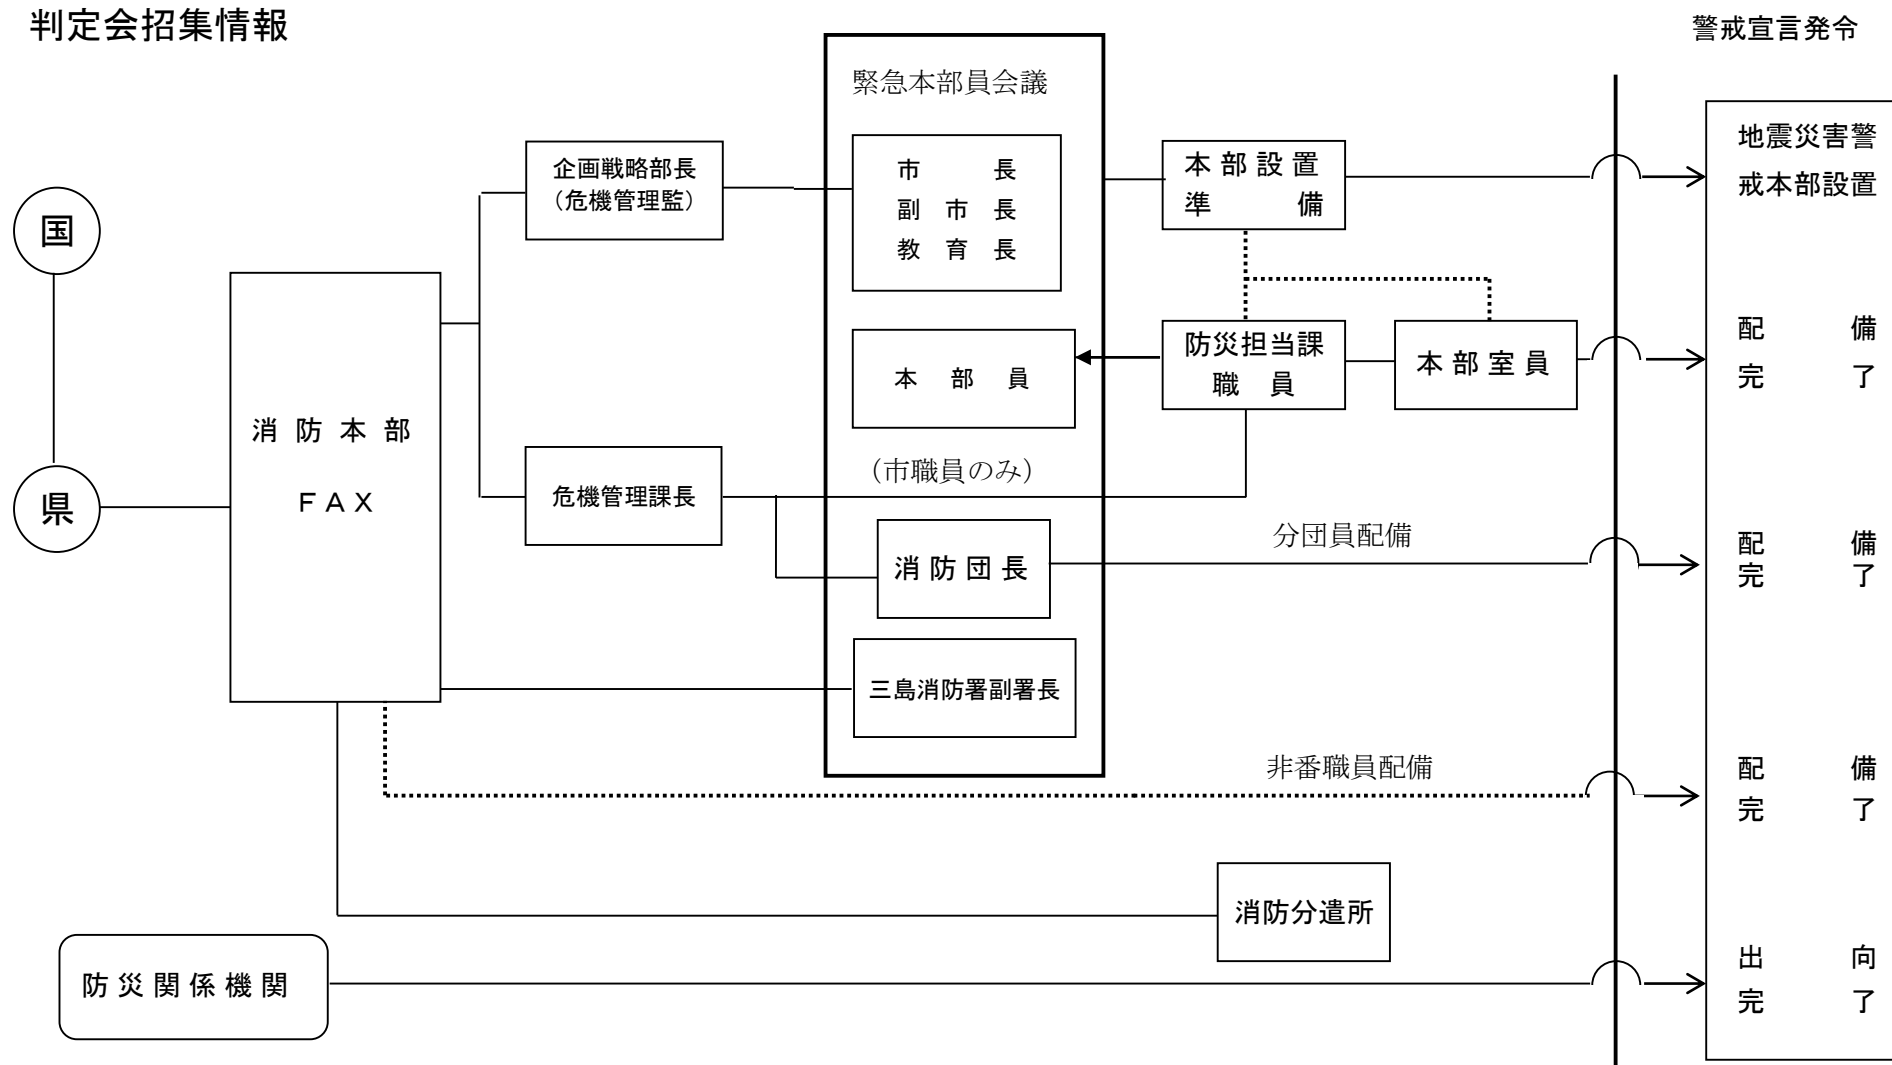 判定会招集情報
警戒宣言発令
緊急本部員会議
国
県
消防本部
FAX
企画戦略部長
(危機管理監)
危機管理課長
市長
副市長
教育長
本部員
(市職員のみ)
消防団長
三島消防署副署長
本部設置
準備
防災担当課
職員
本部室員
分団員配備
非番職員配備
消防分遣所
防災関係機関
地震災害警
戒本部設置
配備
完了
配備
完了
配備
完了
出向
完了